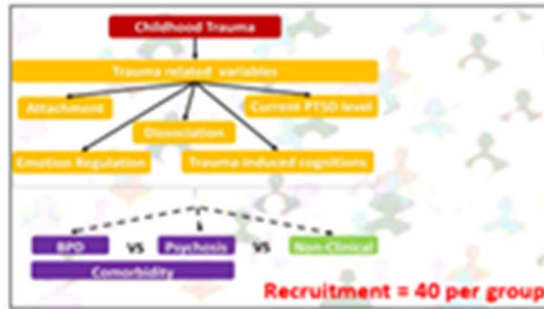 Childhood Trauma
Trauma related variables
Attachment
Current PTSD level
Dissociation
Emotion Regulation
Trauma-induced cognitions
BPD vs Psychosis vs Non-Clinical
Comorbidity
Recruitment = 40 per group